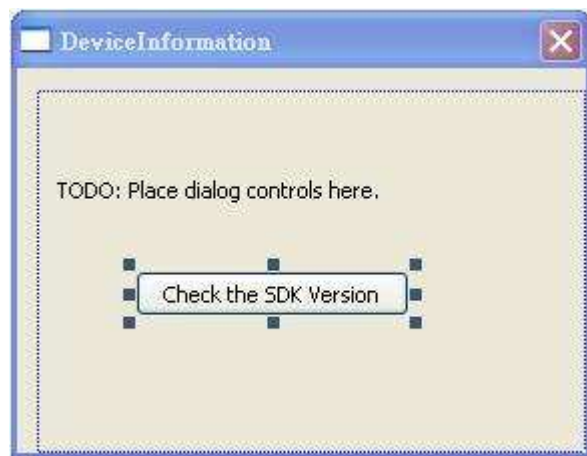 DeviceInformation
TODO: Place dialog controls here.
Check the SDK Version